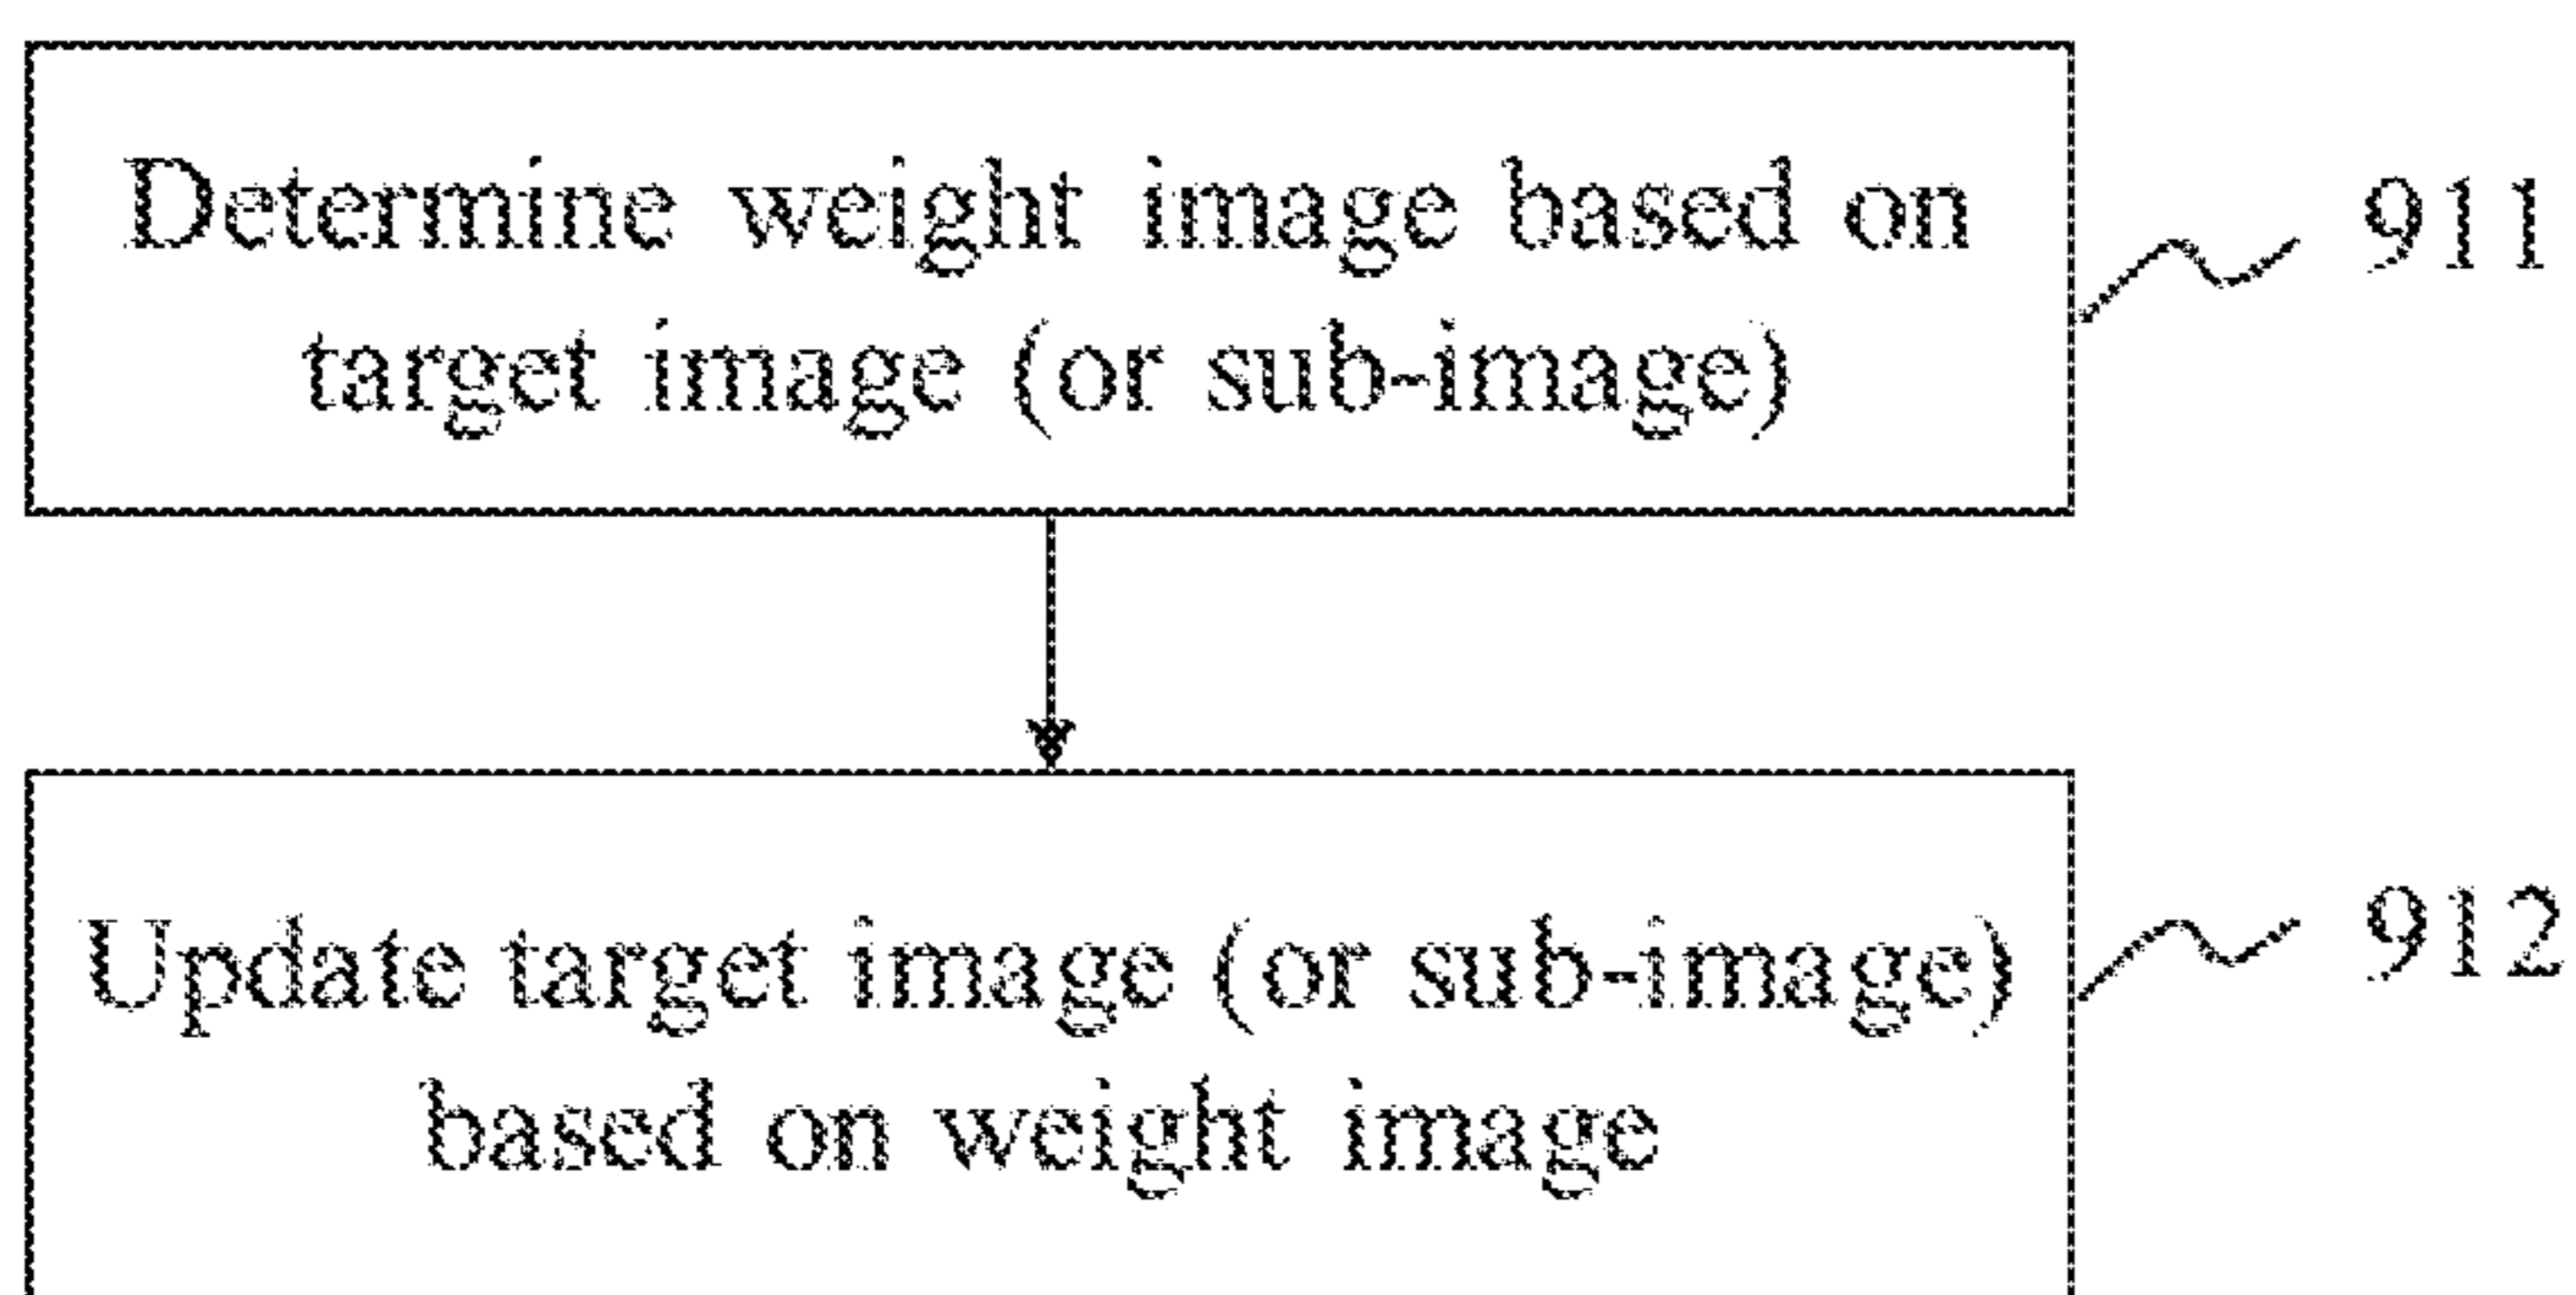 Determine weight image based on
target image (or sub-image)
911
Update target image (or sub-image)
based on weight image
912